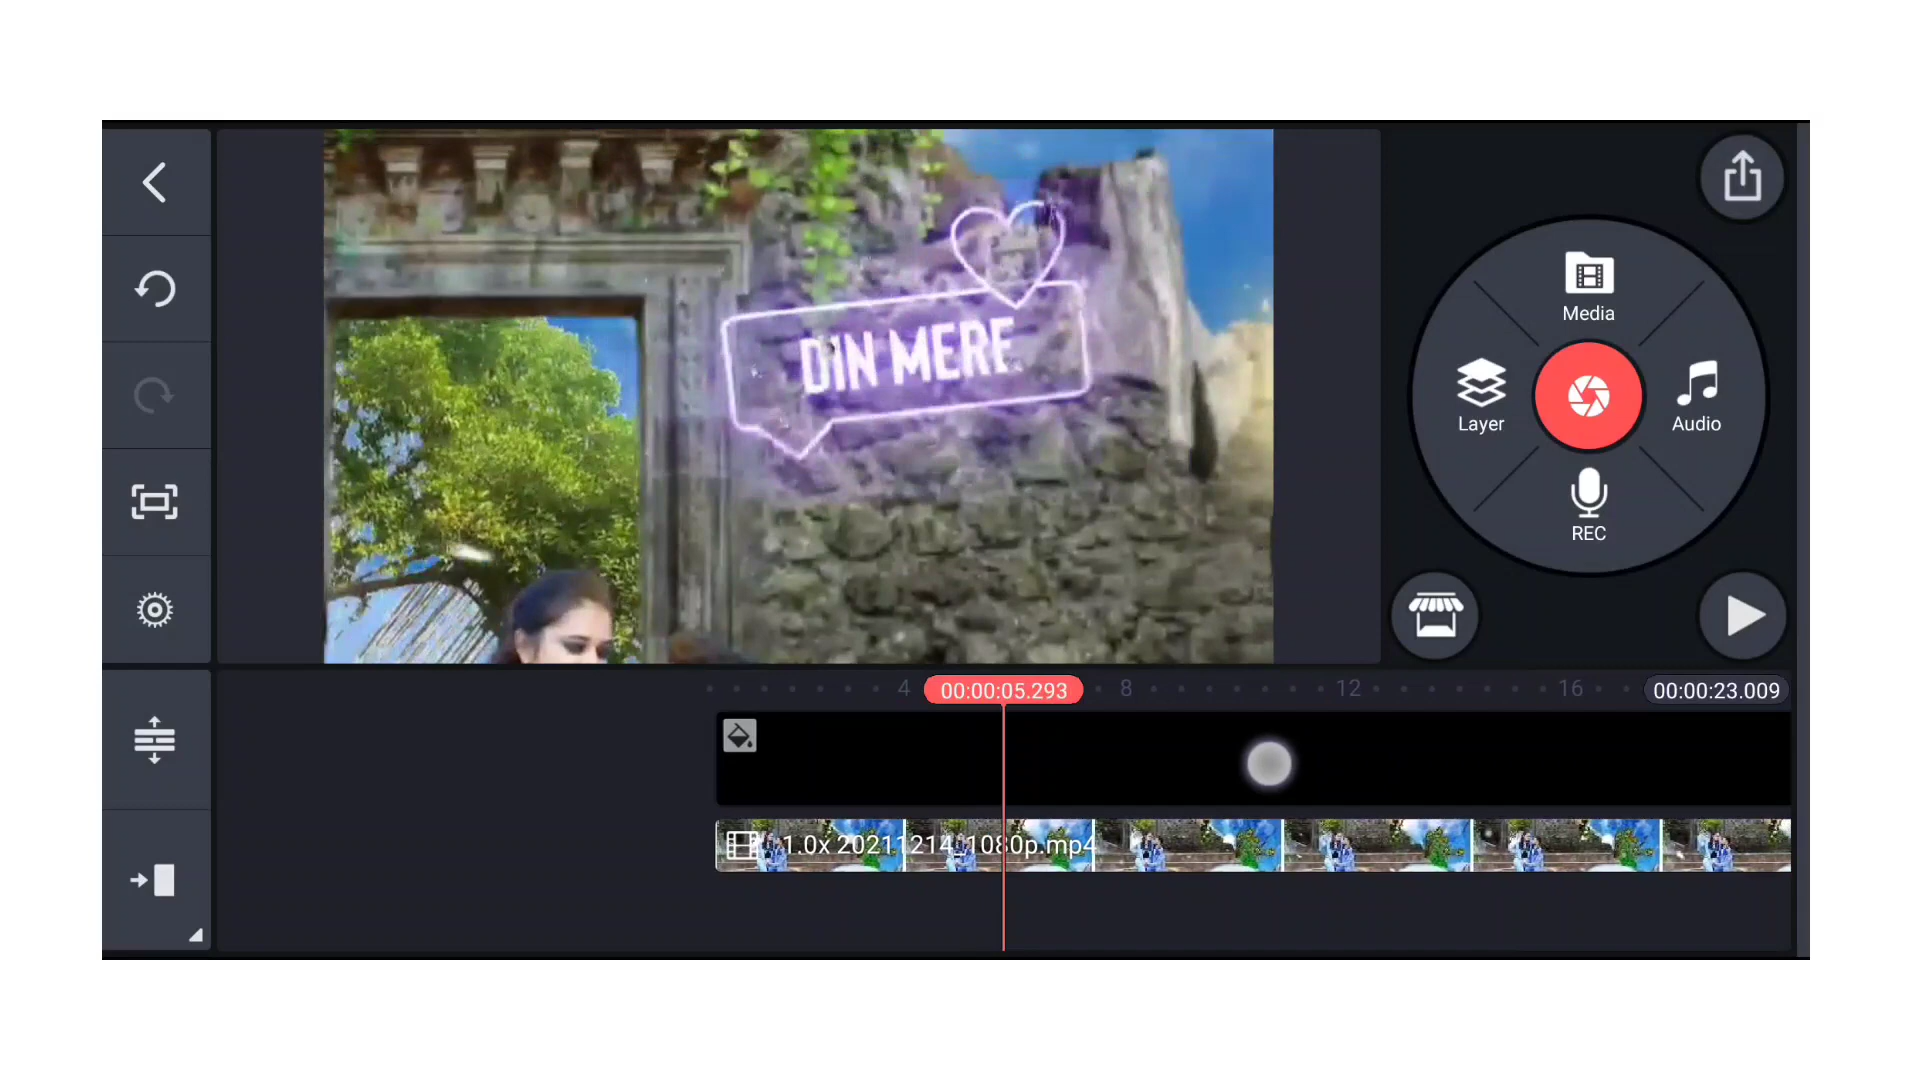 DIN MERE
Media
Layer
Audio
REC
4
00:00:05.293
8
12
16
00:00:23.009
1.0x 20211214_1080p.mp4